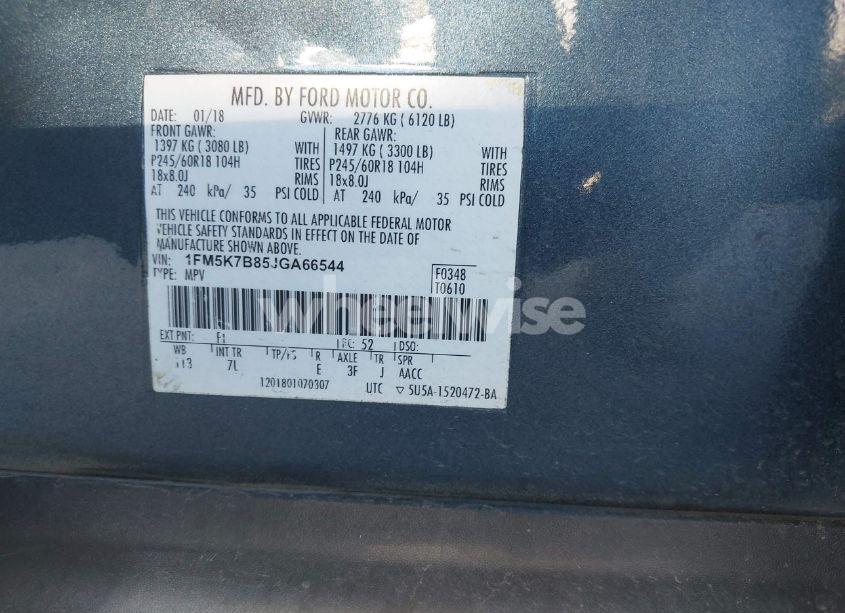 MFD. BY FORD MOTOR CO.
DATE: 01/18 GVWR: 2776 KG ( 6120 LB)
FRONT GAWR: REAR GAWR:
1397 KG ( 3080 LB) WITH 1497 KG ( 3300 LB) WITH
P245/60R18 104H TIRES P245/60R18 104H TIRES
18x8.0J RIMS 18x8.0J RIMS
AT 240 kPa/ 35 PSI COLD AT 240 kPa/ 35 PSI COLD
THIS VEHICLE CONFORMS TO ALL APPLICABLE FEDERAL MOTOR
VEHICLE SAFETY STANDARDS IN EFFECT ON THE DATE OF
MANUFACTURE SHOWN ABOVE.
VIN: 1FM5K7B85JGA66544
TYPE: MPV
F0348
T0610
wheelwise
EXT PNT: RC: 52 DSO:
WB INT TR TP/PS R AXLE TR SPR
113 7L E 3F J AACC
1201801070307 UTC ▽ 5U5A-1520472-BA